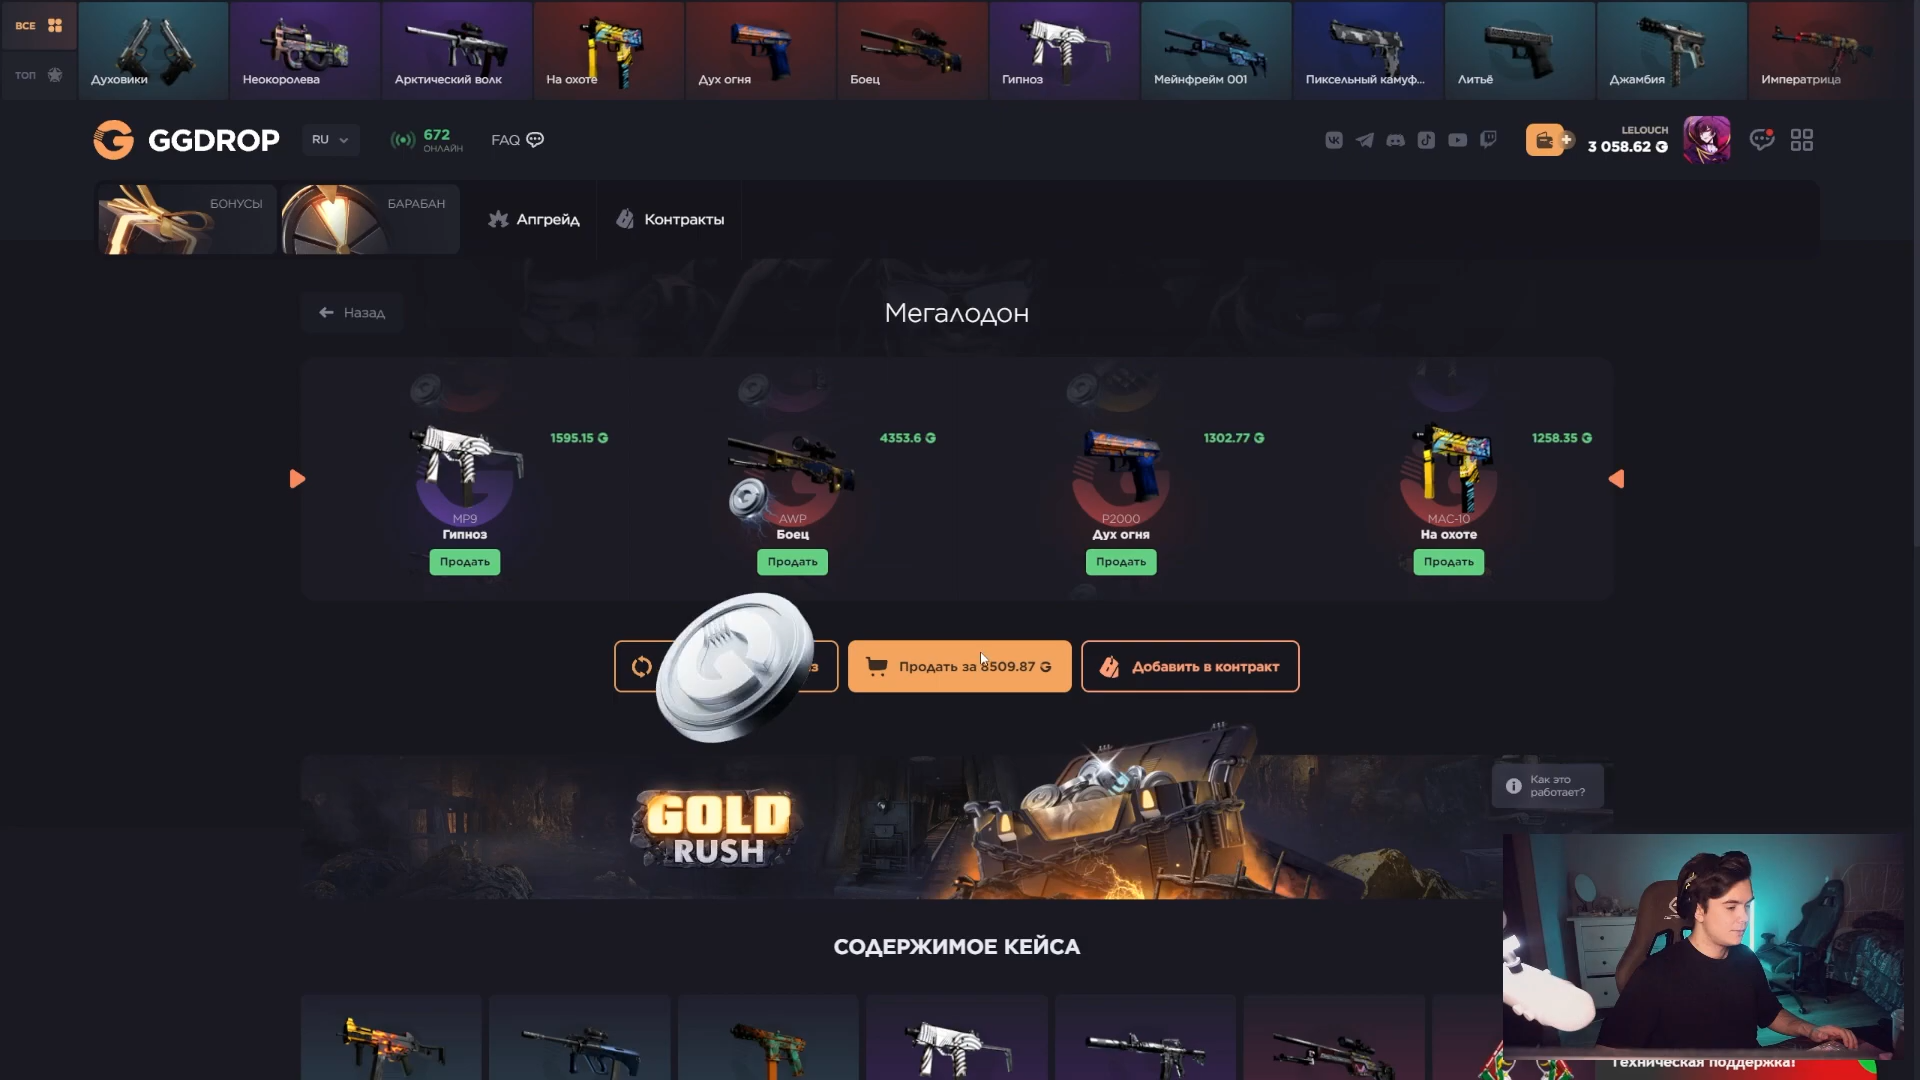 ВСЕ
ТОП
Духовики
Неокоролева
Арктический волк
На охоте
Дух огня
Боец
Гипноз
Мейнфрейм 001
Пиксельный камуф...
Литьё
Джамбия
Императрица
GGDROP
RU
672
ОНЛАЙН
FAQ
LELOUCH
3 058.62 G
БОНУСЫ
БАРАБАН
Апгрейд
Контракты
Назад
Мегалодон
1595.15 G
MP9
Гипноз
Продать
4353.6 G
AWP
Боец
Продать
1302.77 G
P2000
Дух огня
Продать
1258.35 G
MAC-10
На охоте
Продать
Продать за 8509.87 G
Добавить в контракт
GOLD
RUSH
Как это
работает?
СОДЕРЖИМОЕ КЕЙСА
Техническая поддержка!